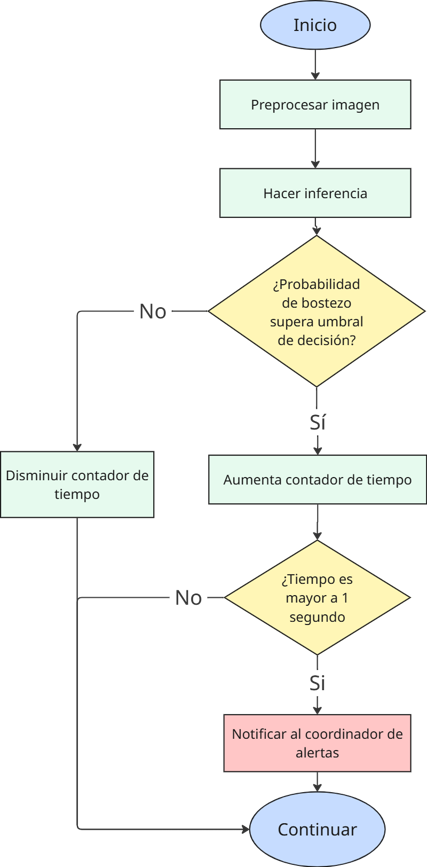 Inicio
Preprocesar imagen
Hacer inferencia
¿Probabilidad
de bostezo
supera umbral
de decisión?
No
Sí
Disminuir contador de
tiempo
Aumenta contador de tiempo
¿Tiempo es
mayor a 1
segundo
No
Si
Notificar al coordinador de
alertas
Continuar